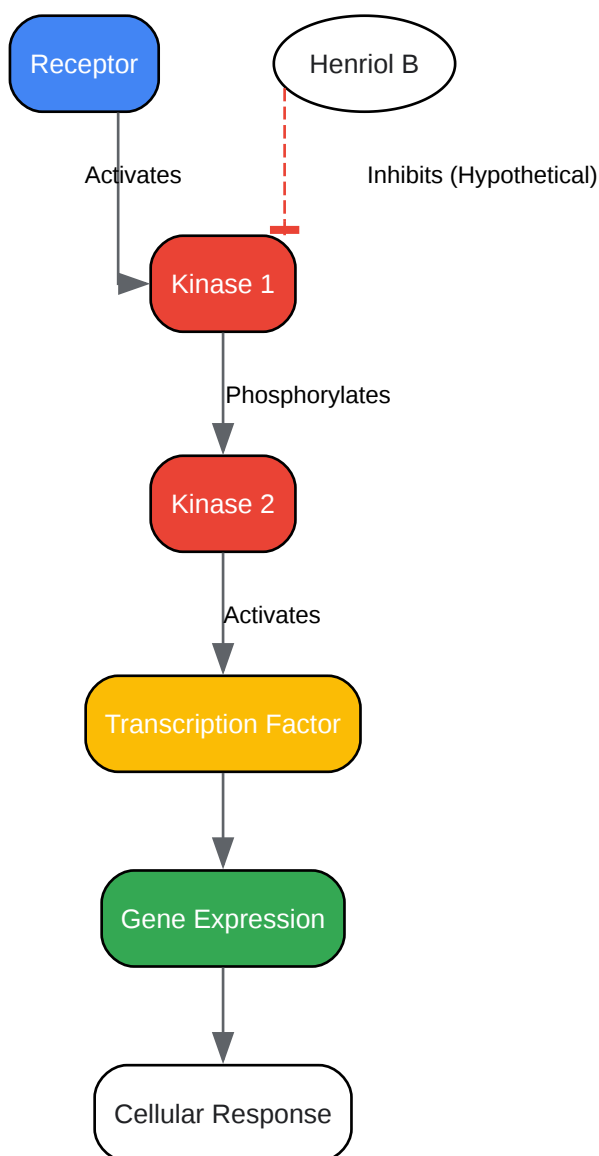 Receptor
Henriol B
Activates
Inhibits (Hypothetical)
Kinase 1
Phosphorylates
Kinase 2
Activates
Transcription Factor
Gene Expression
Cellular Response